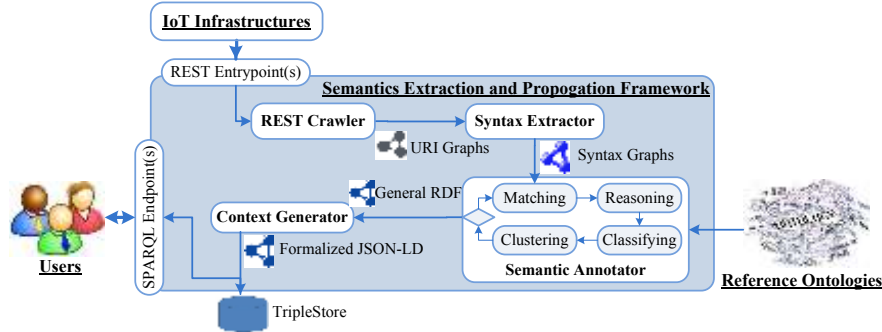 IoT Infrastructures
REST Entrypoint(s)
Semantics Extraction and Propogation Framework
REST Crawler
Syntax Extractor
URI Graphs
Syntax Graphs
SPARQL Endpoint(s)
General RDF
Matching
Reasoning
Context Generator
Clustering
Classifying
Formalized JSON-LD
Semantic Annotator
Users
Reference Ontologies
TripleStore